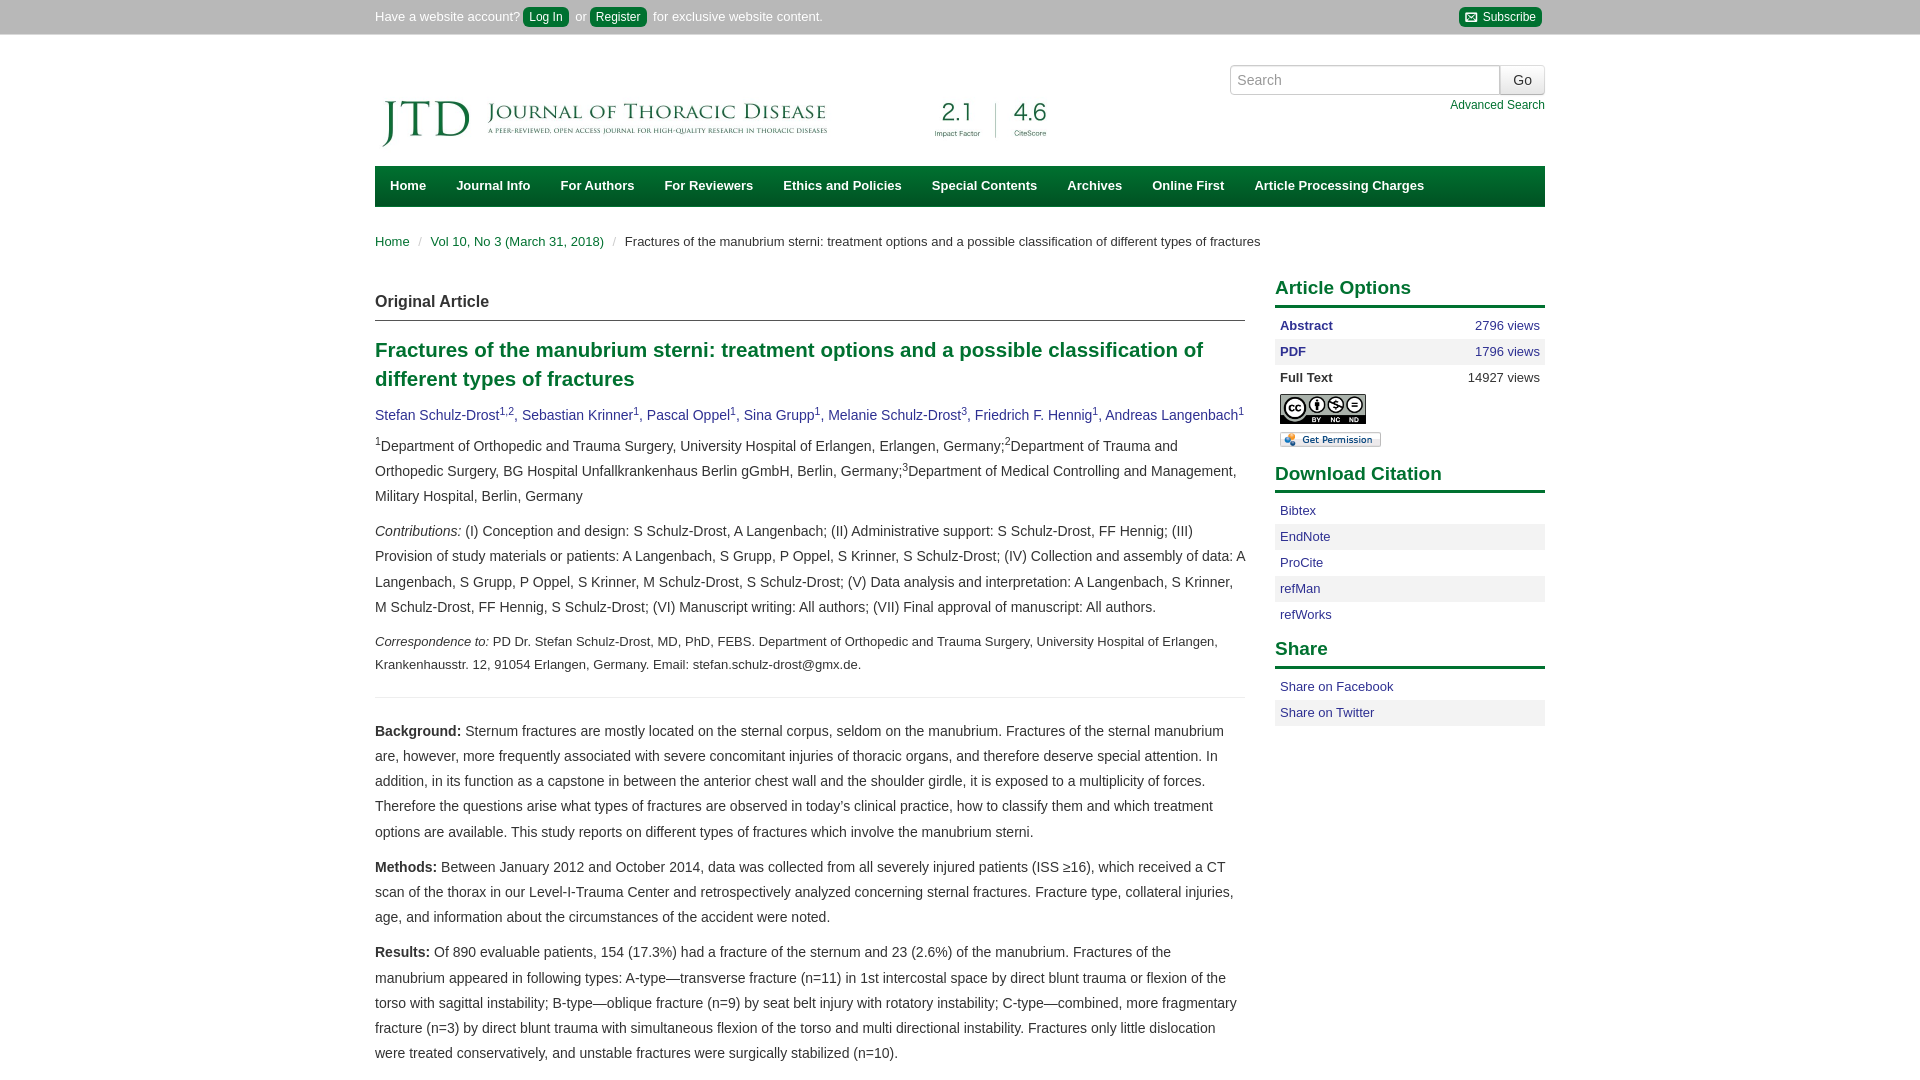 Have a website account? Log In or Register for exclusive website content.
Subscribe
Search
Go
Advanced Search
JTD
Journal of Thoracic Disease
A peer-reviewed, open access journal for high-quality research in thoracic diseases
2.1
Impact Factor
4.6
CiteScore
Home Journal Info For Authors For Reviewers Ethics and Policies Special Contents Archives Online First Article Processing Charges
Home / Vol 10, No 3 (March 31, 2018) / Fractures of the manubrium sterni: treatment options and a possible classification of different types of fractures
Original Article
Fractures of the manubrium sterni: treatment options and a possible classification of
different types of fractures
Stefan Schulz-Drost1,2, Sebastian Krinner1, Pascal Oppel1, Sina Grupp1, Melanie Schulz-Drost3, Friedrich F. Hennig1, Andreas Langenbach1
1Department of Orthopedic and Trauma Surgery, University Hospital of Erlangen, Erlangen, Germany;2Department of Trauma and
Orthopedic Surgery, BG Hospital Unfallkrankenhaus Berlin gGmbH, Berlin, Germany;3Department of Medical Controlling and Management,
Military Hospital, Berlin, Germany
Contributions: (I) Conception and design: S Schulz-Drost, A Langenbach; (II) Administrative support: S Schulz-Drost, FF Hennig; (III)
Provision of study materials or patients: A Langenbach, S Grupp, P Oppel, S Krinner, S Schulz-Drost; (IV) Collection and assembly of data: A
Langenbach, S Grupp, P Oppel, S Krinner, M Schulz-Drost, S Schulz-Drost; (V) Data analysis and interpretation: A Langenbach, S Krinner,
M Schulz-Drost, FF Hennig, S Schulz-Drost; (VI) Manuscript writing: All authors; (VII) Final approval of manuscript: All authors.
Correspondence to: PD Dr. Stefan Schulz-Drost, MD, PhD, FEBS. Department of Orthopedic and Trauma Surgery, University Hospital of Erlangen,
Krankenhausstr. 12, 91054 Erlangen, Germany. Email: stefan.schulz-drost@gmx.de.
Background: Sternum fractures are mostly located on the sternal corpus, seldom on the manubrium. Fractures of the sternal manubrium
are, however, more frequently associated with severe concomitant injuries of thoracic organs, and therefore deserve special attention. In
addition, in its function as a capstone in between the anterior chest wall and the shoulder girdle, it is exposed to a multiplicity of forces.
Therefore the questions arise what types of fractures are observed in today’s clinical practice, how to classify them and which treatment
options are available. This study reports on different types of fractures which involve the manubrium sterni.
Methods: Between January 2012 and October 2014, data was collected from all severely injured patients (ISS ≥16), which received a CT
scan of the thorax in our Level-I-Trauma Center and retrospectively analyzed concerning sternal fractures. Fracture type, collateral injuries,
age, and information about the circumstances of the accident were noted.
Results: Of 890 evaluable patients, 154 (17.3%) had a fracture of the sternum and 23 (2.6%) of the manubrium. Fractures of the
manubrium appeared in following types: A-type—transverse fracture (n=11) in 1st intercostal space by direct blunt trauma or flexion of the
torso with sagittal instability; B-type—oblique fracture (n=9) by seat belt injury with rotatory instability; C-type—combined, more fragmentary
fracture (n=3) by direct blunt trauma with simultaneous flexion of the torso and multi directional instability. Fractures only little dislocation
were treated conservatively, and unstable fractures were surgically stabilized (n=10).
Article Options
Abstract 2796 views
PDF 1796 views
Full Text 14927 views
cc BY NC ND
Get Permission
Download Citation
Bibtex
EndNote
ProCite
refMan
refWorks
Share
Share on Facebook
Share on Twitter